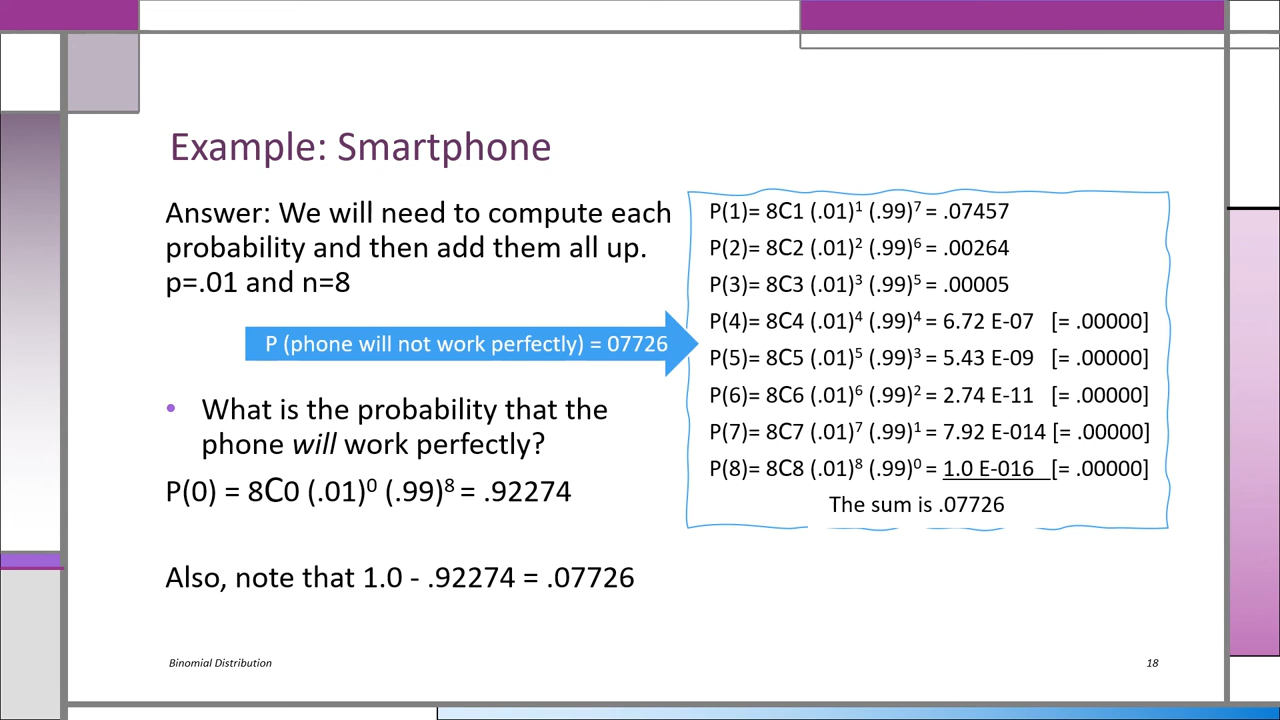 Example: Smartphone
Answer: We will need to compute each
probability and then add them all up.
p=.01 and n=8
P (phone will not work perfectly) = 07726
• What is the probability that the
phone will work perfectly?
P(0) = 8C0 (.01)⁰ (.99)⁸ = .92274
Also, note that 1.0 - .92274 = .07726
P(1)= 8C1 (.01)¹ (.99)⁷ = .07457
P(2)= 8C2 (.01)² (.99)⁶ = .00264
P(3)= 8C3 (.01)³ (.99)⁵ = .00005
P(4)= 8C4 (.01)⁴ (.99)⁴ = 6.72 E-07 [= .00000]
P(5)= 8C5 (.01)⁵ (.99)³ = 5.43 E-09 [= .00000]
P(6)= 8C6 (.01)⁶ (.99)² = 2.74 E-11 [= .00000]
P(7)= 8C7 (.01)⁷ (.99)¹ = 7.92 E-014 [= .00000]
P(8)= 8C8 (.01)⁸ (.99)⁰ = 1.0 E-016 [= .00000]
The sum is .07726
Binomial Distribution
18